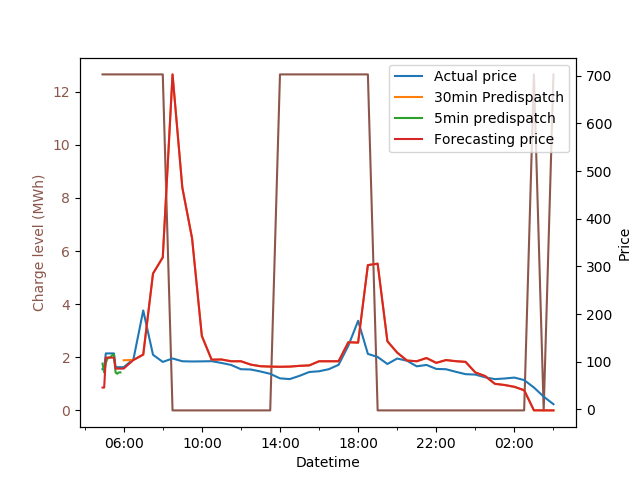 Actual price
30min Predispatch
5min predispatch
Forecasting price
Charge level (MWh)
12
10
8
6
4
2
0
700
600
500
400
300
200
100
0
Price
06:00 10:00 14:00 18:00 22:00 02:00
Datetime